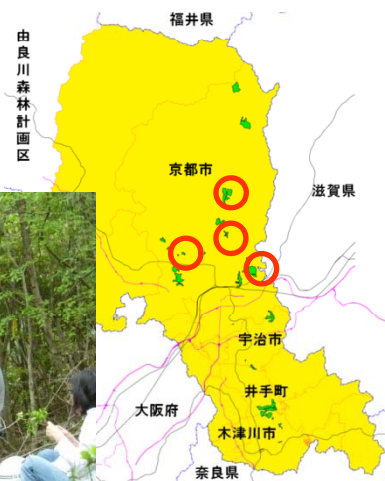 福井県
由良川森林計画区
京都市
滋賀県
宇治市
井手町
大阪府
木津川市
奈良県